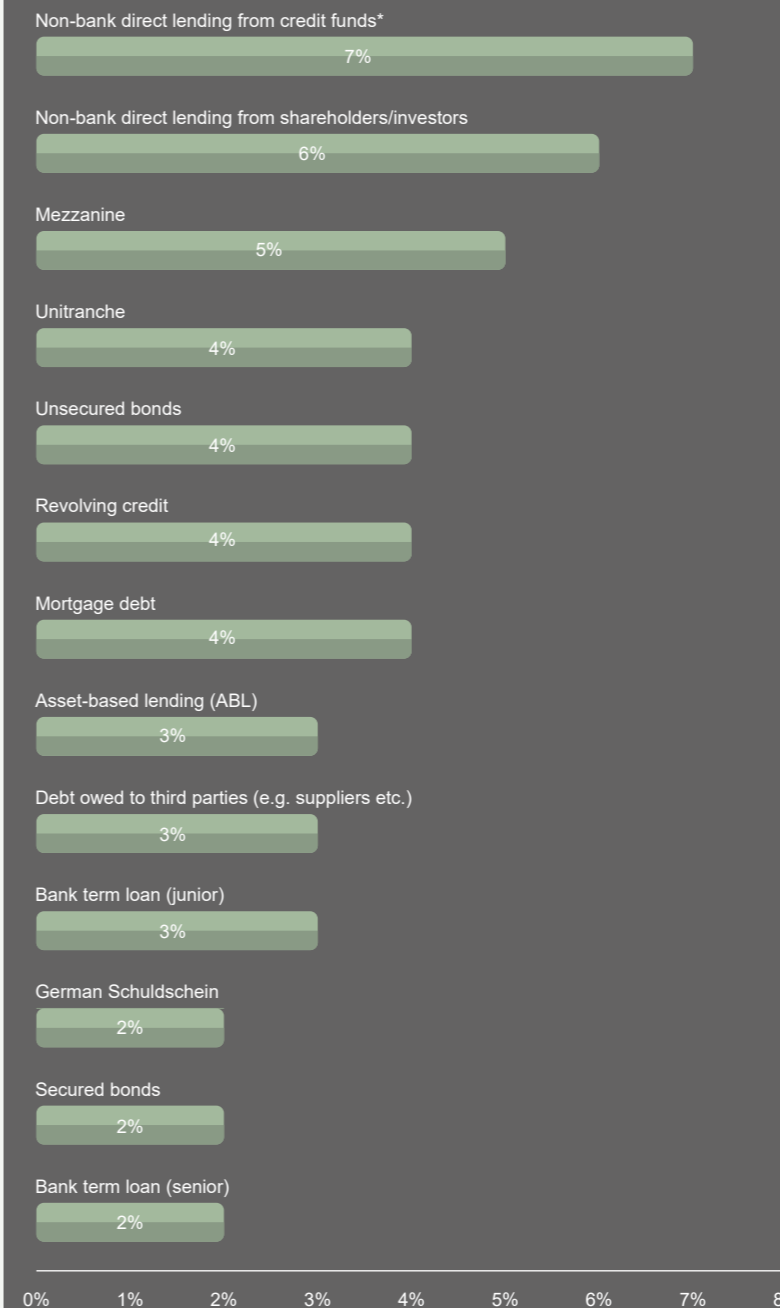 Non-bank direct lending from credit funds*
7%
Non-bank direct lending from shareholders/investors
6%
Mezzanine
5%
Unitranche
4%
Unsecured bonds
4%
Revolving credit
4%
Mortgage debt
4%
Asset-based lending (ABL)
3%
Debt owed to third parties (e.g. suppliers etc.)
3%
Bank term loan (junior)
3%
German Schuldschein
2%
Secured bonds
2%
Bank term loan (senior)
2%
0% 1% 2% 3% 4% 5% 6% 7%